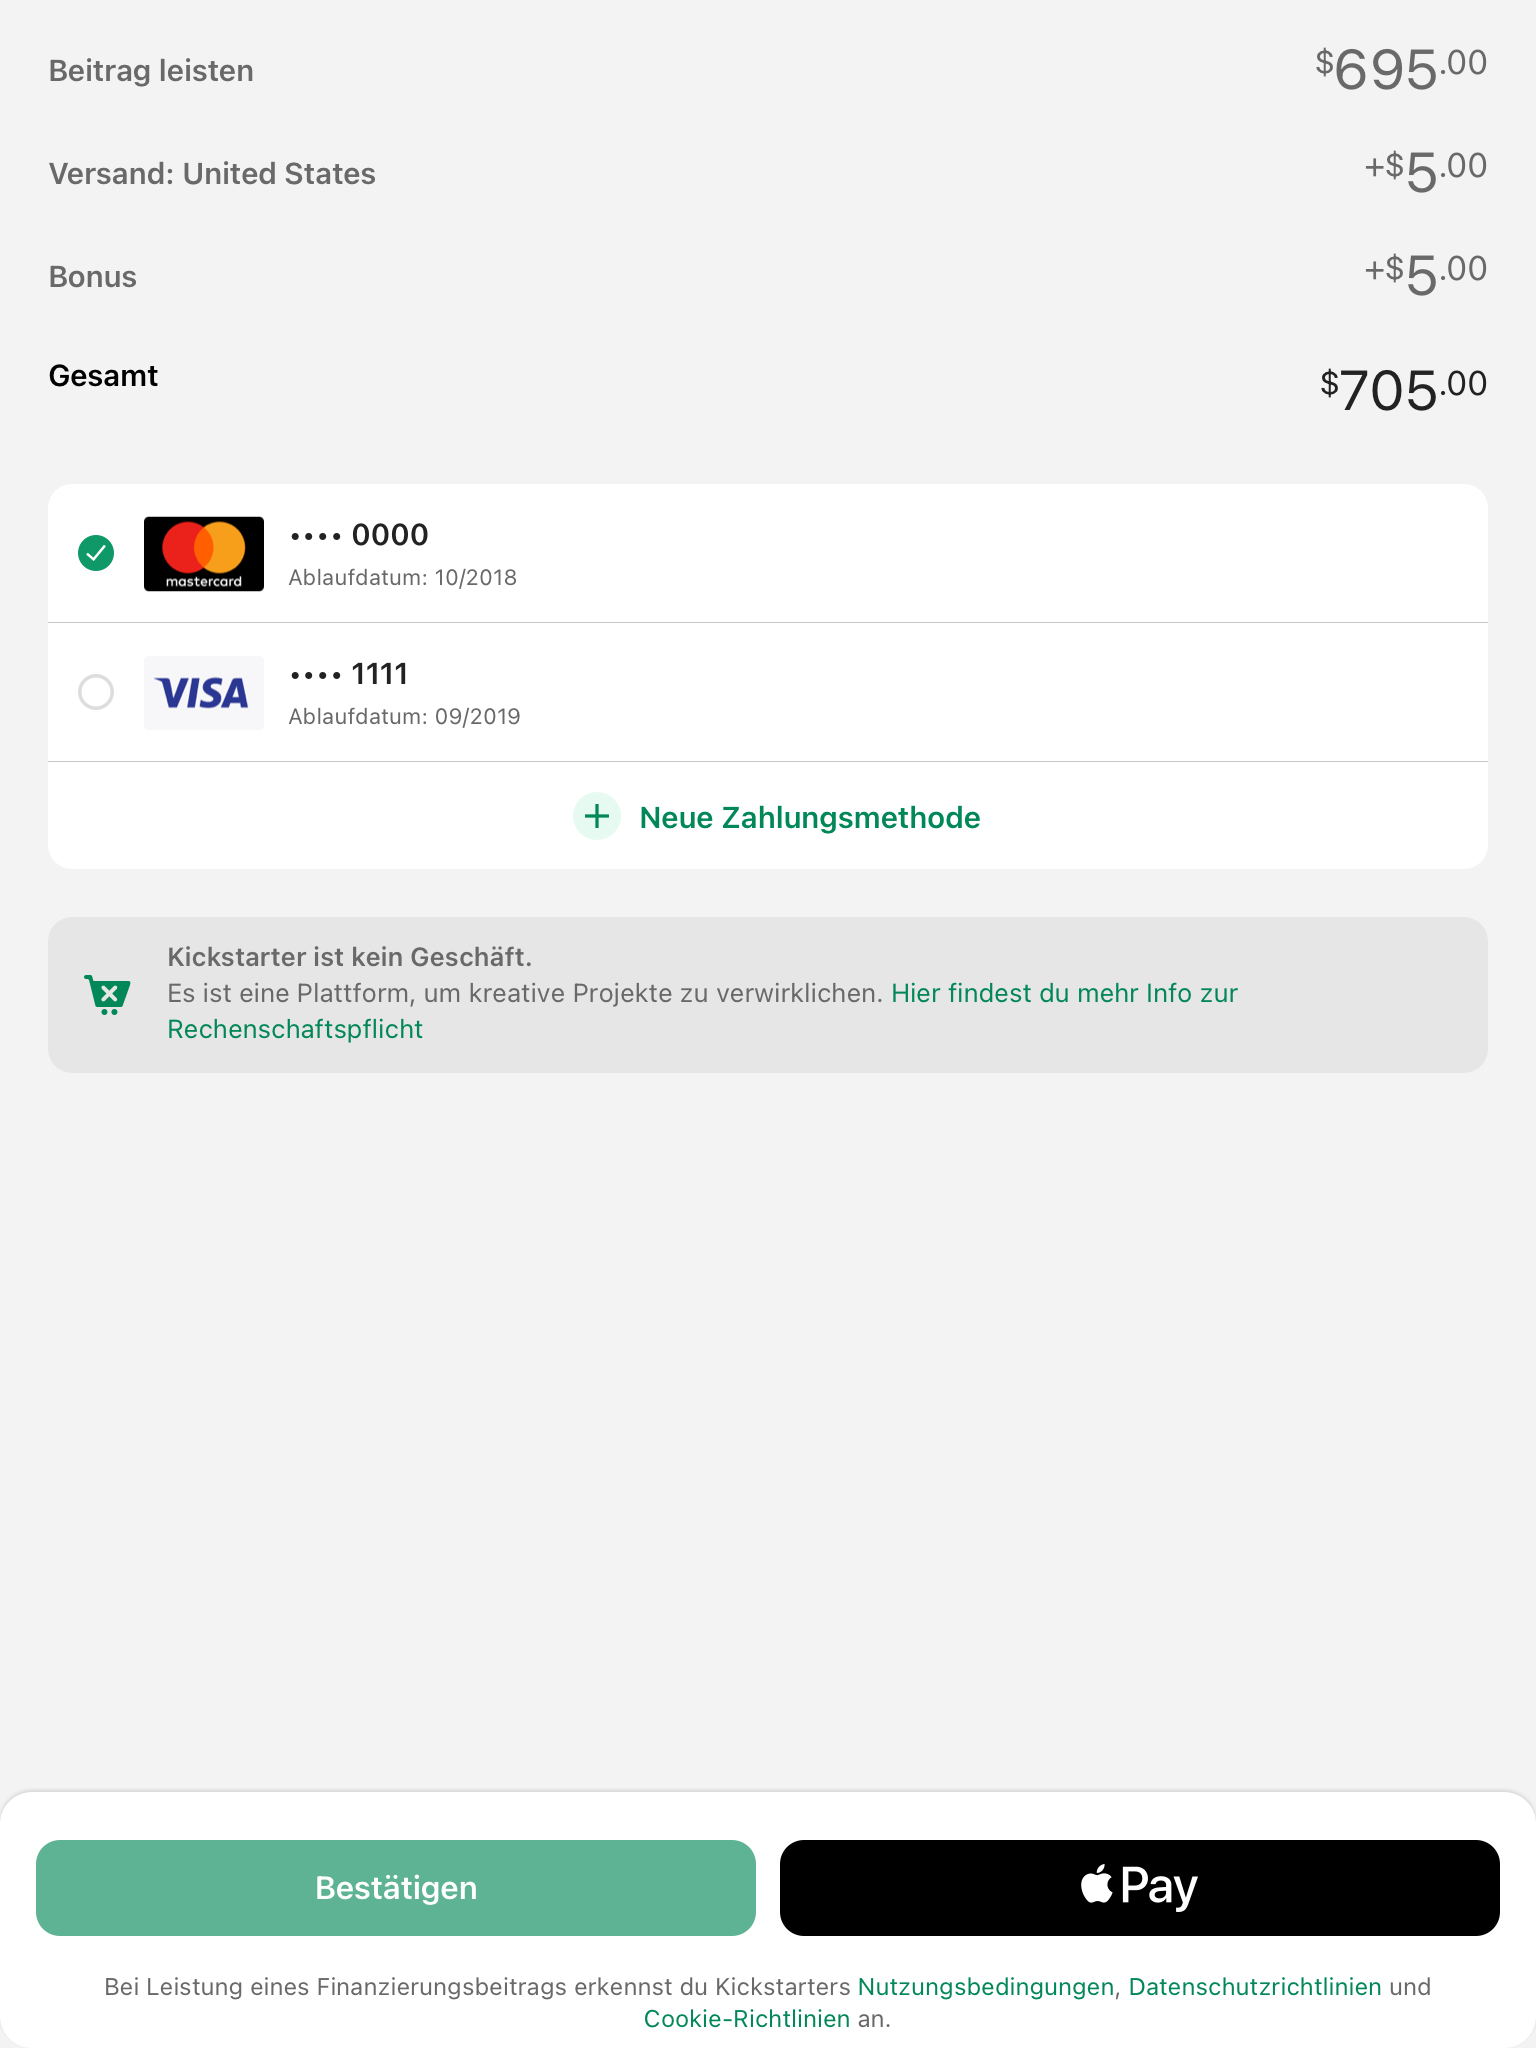 Beitrag leisten $695.00
Versand: United States +$5.00
Bonus +$5.00
Gesamt $705.00
mastercard
•••• 0000
Ablaufdatum: 10/2018
VISA
•••• 1111
Ablaufdatum: 09/2019
Neue Zahlungsmethode
Kickstarter ist kein Geschäft.
Es ist eine Plattform, um kreative Projekte zu verwirklichen. Hier findest du mehr Info zur
Rechenschaftspflicht
Bestätigen
Pay
Bei Leistung eines Finanzierungsbeitrags erkennst du Kickstarters Nutzungsbedingungen, Datenschutzrichtlinien und
Cookie-Richtlinien an.